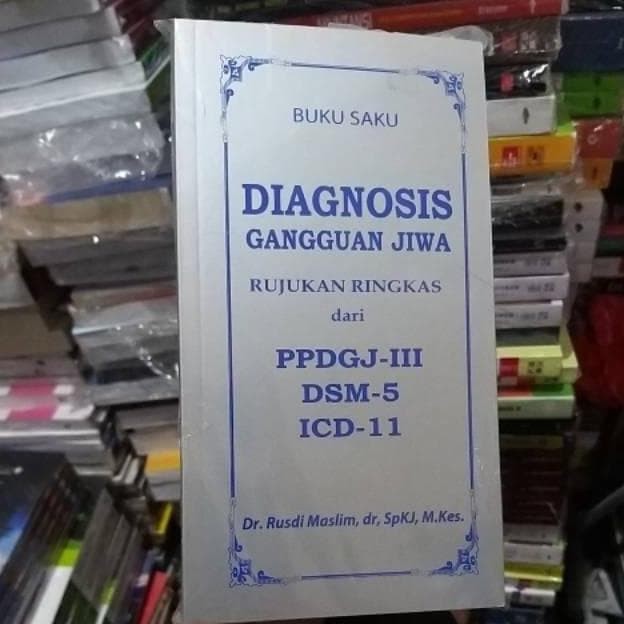 BUKU SAKU
DIAGNOSIS
GANGGUAN JIWA
RUJUKAN RINGKAS
dari
PPDGJ-III
DSM-5
ICD-11
Dr. Rusdi Maslim, dr, SpKJ, M.Kes.